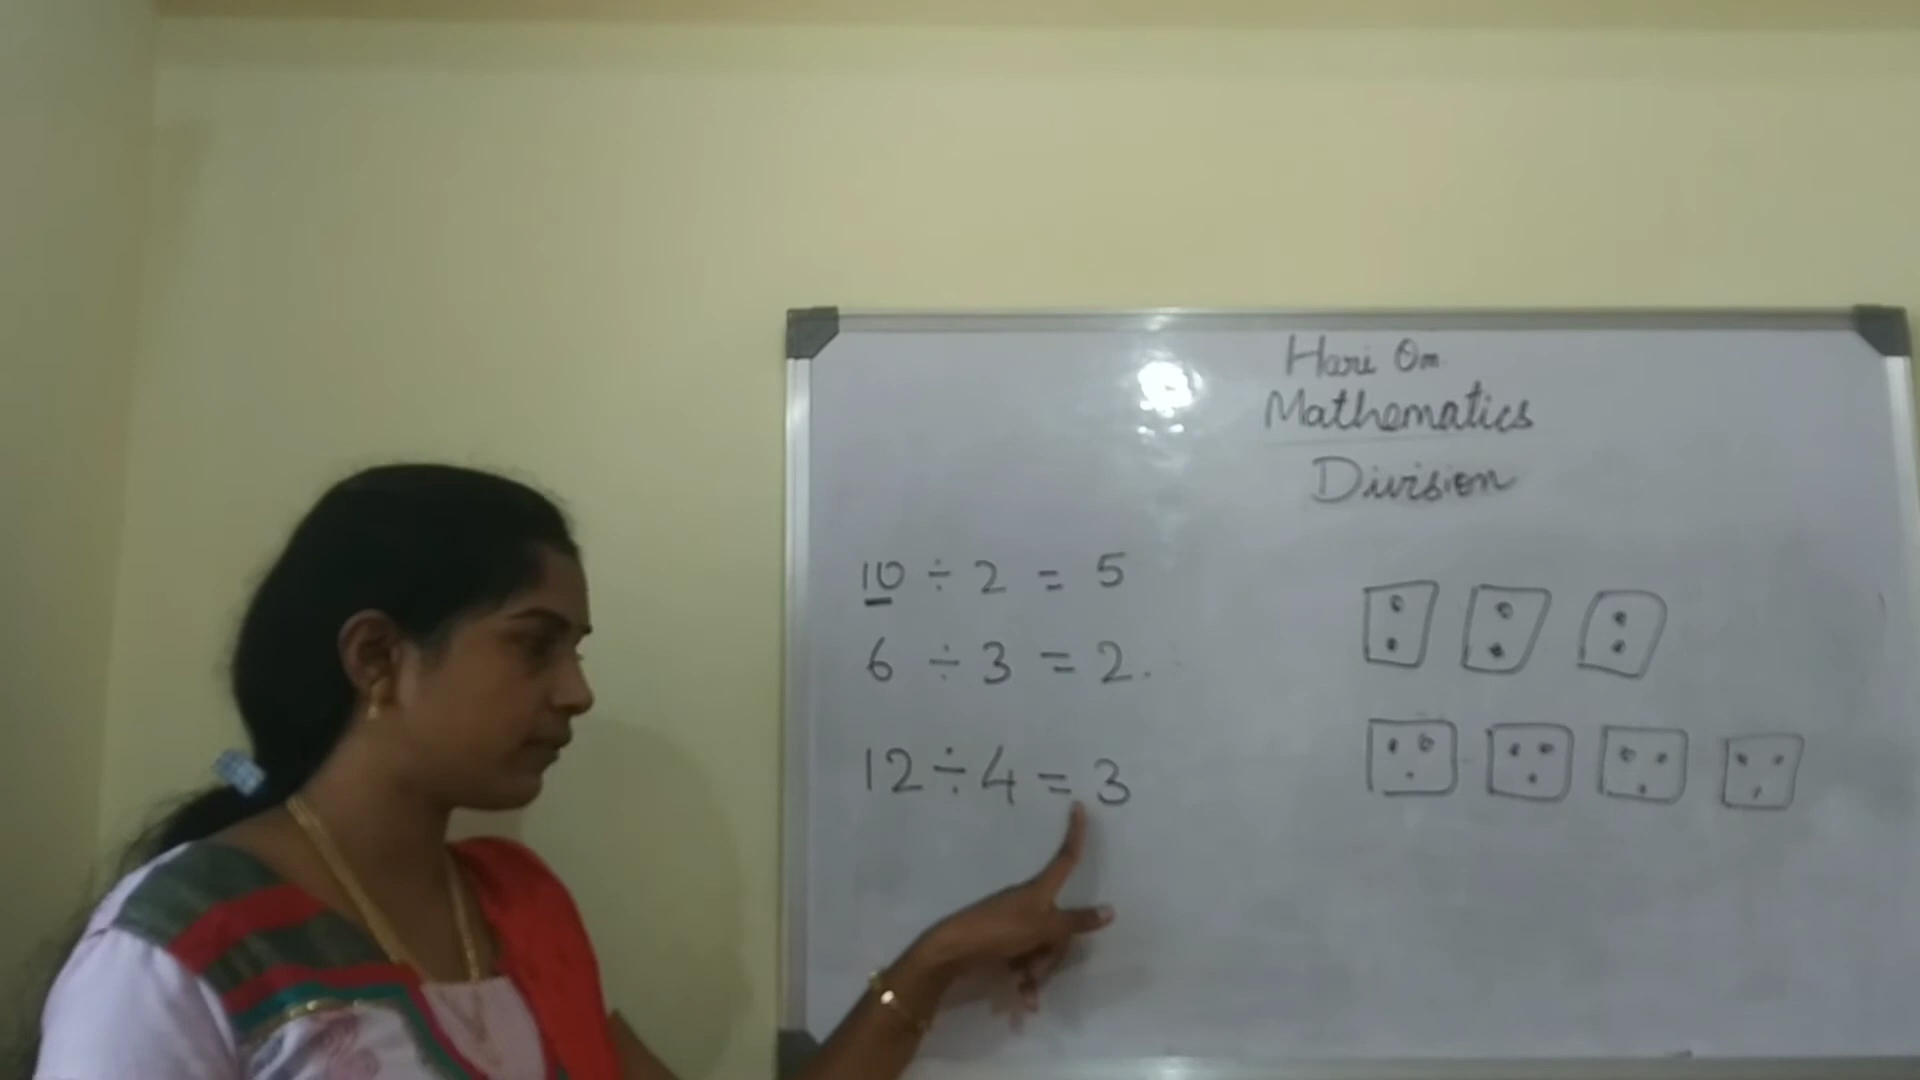 Hari Om
Mathematics
Division
10 ÷ 2 = 5
6 ÷ 3 = 2.
12 ÷ 4 = 3